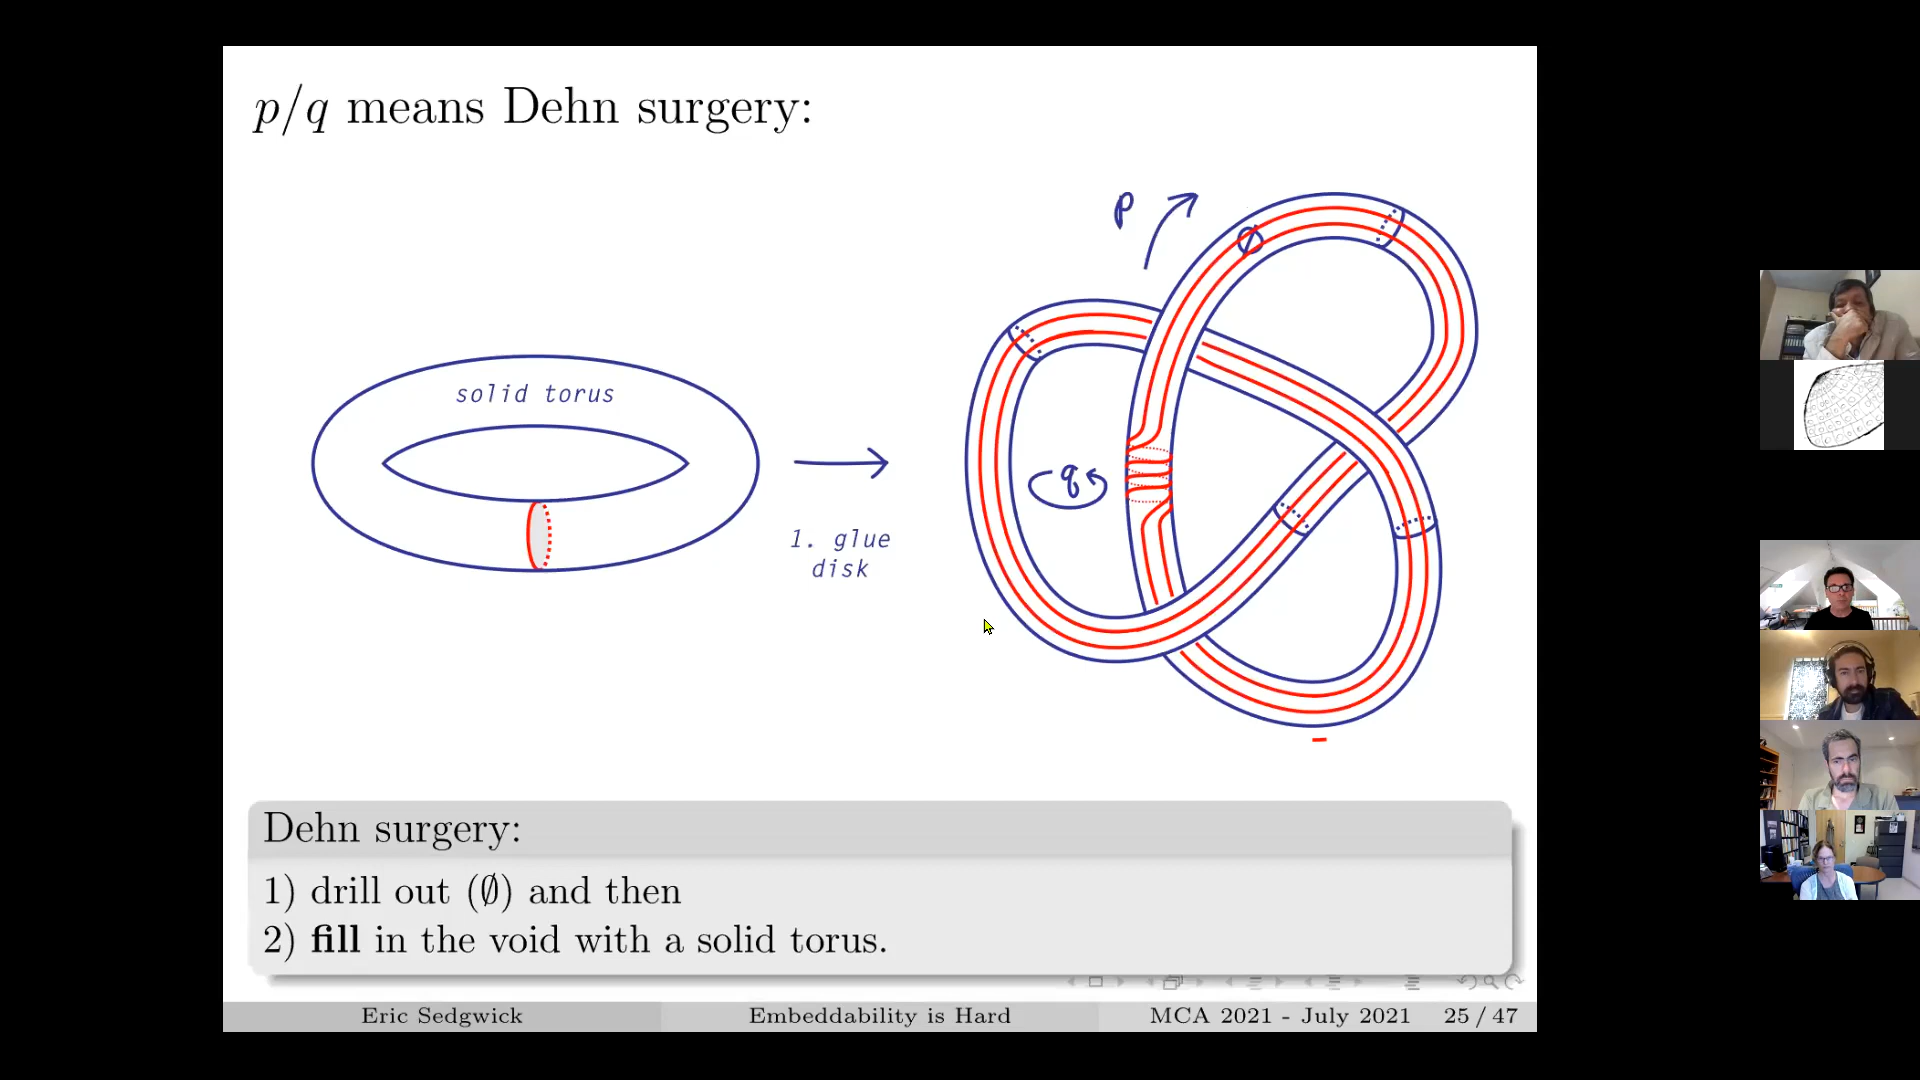 p/q means Dehn surgery:
p
∅
solid torus
q
1. glue
disk
Dehn surgery:
1) drill out (∅) and then
2) fill in the void with a solid torus.
Eric Sedgwick
Embeddability is Hard
MCA 2021 - July 2021
25 / 47